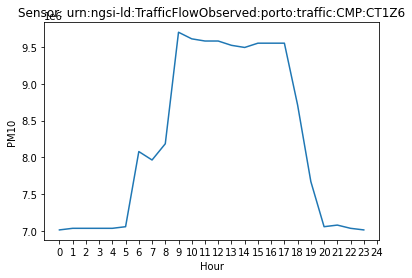 Sensor: urn:ngsi-ld:TrafficFlowObserved:porto:traffic:CMP:CT1Z6
1e6
9.5
9.0
8.5
8.0
7.5
7.0
PM10
0 1 2 3 4 5 6 7 8 9 10 11 12 13 14 15 16 17 18 19 20 21 22 23 24
Hour